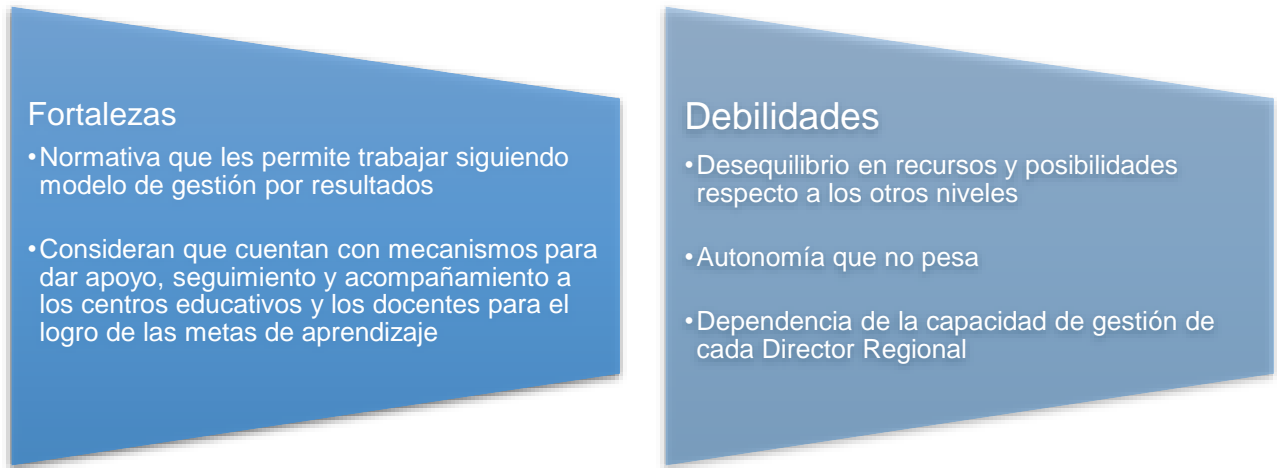 Fortalezas
•Normativa que les permite trabajar siguiendo
modelo de gestión por resultados
•Consideran que cuentan con mecanismos para
dar apoyo, seguimiento y acompañamiento a
los centros educativos y los docentes para el
logro de las metas de aprendizaje
Debilidades
•Desequilibrio en recursos y posibilidades
respecto a los otros niveles
•Autonomía que no pesa
•Dependencia de la capacidad de gestión de
cada Director Regional